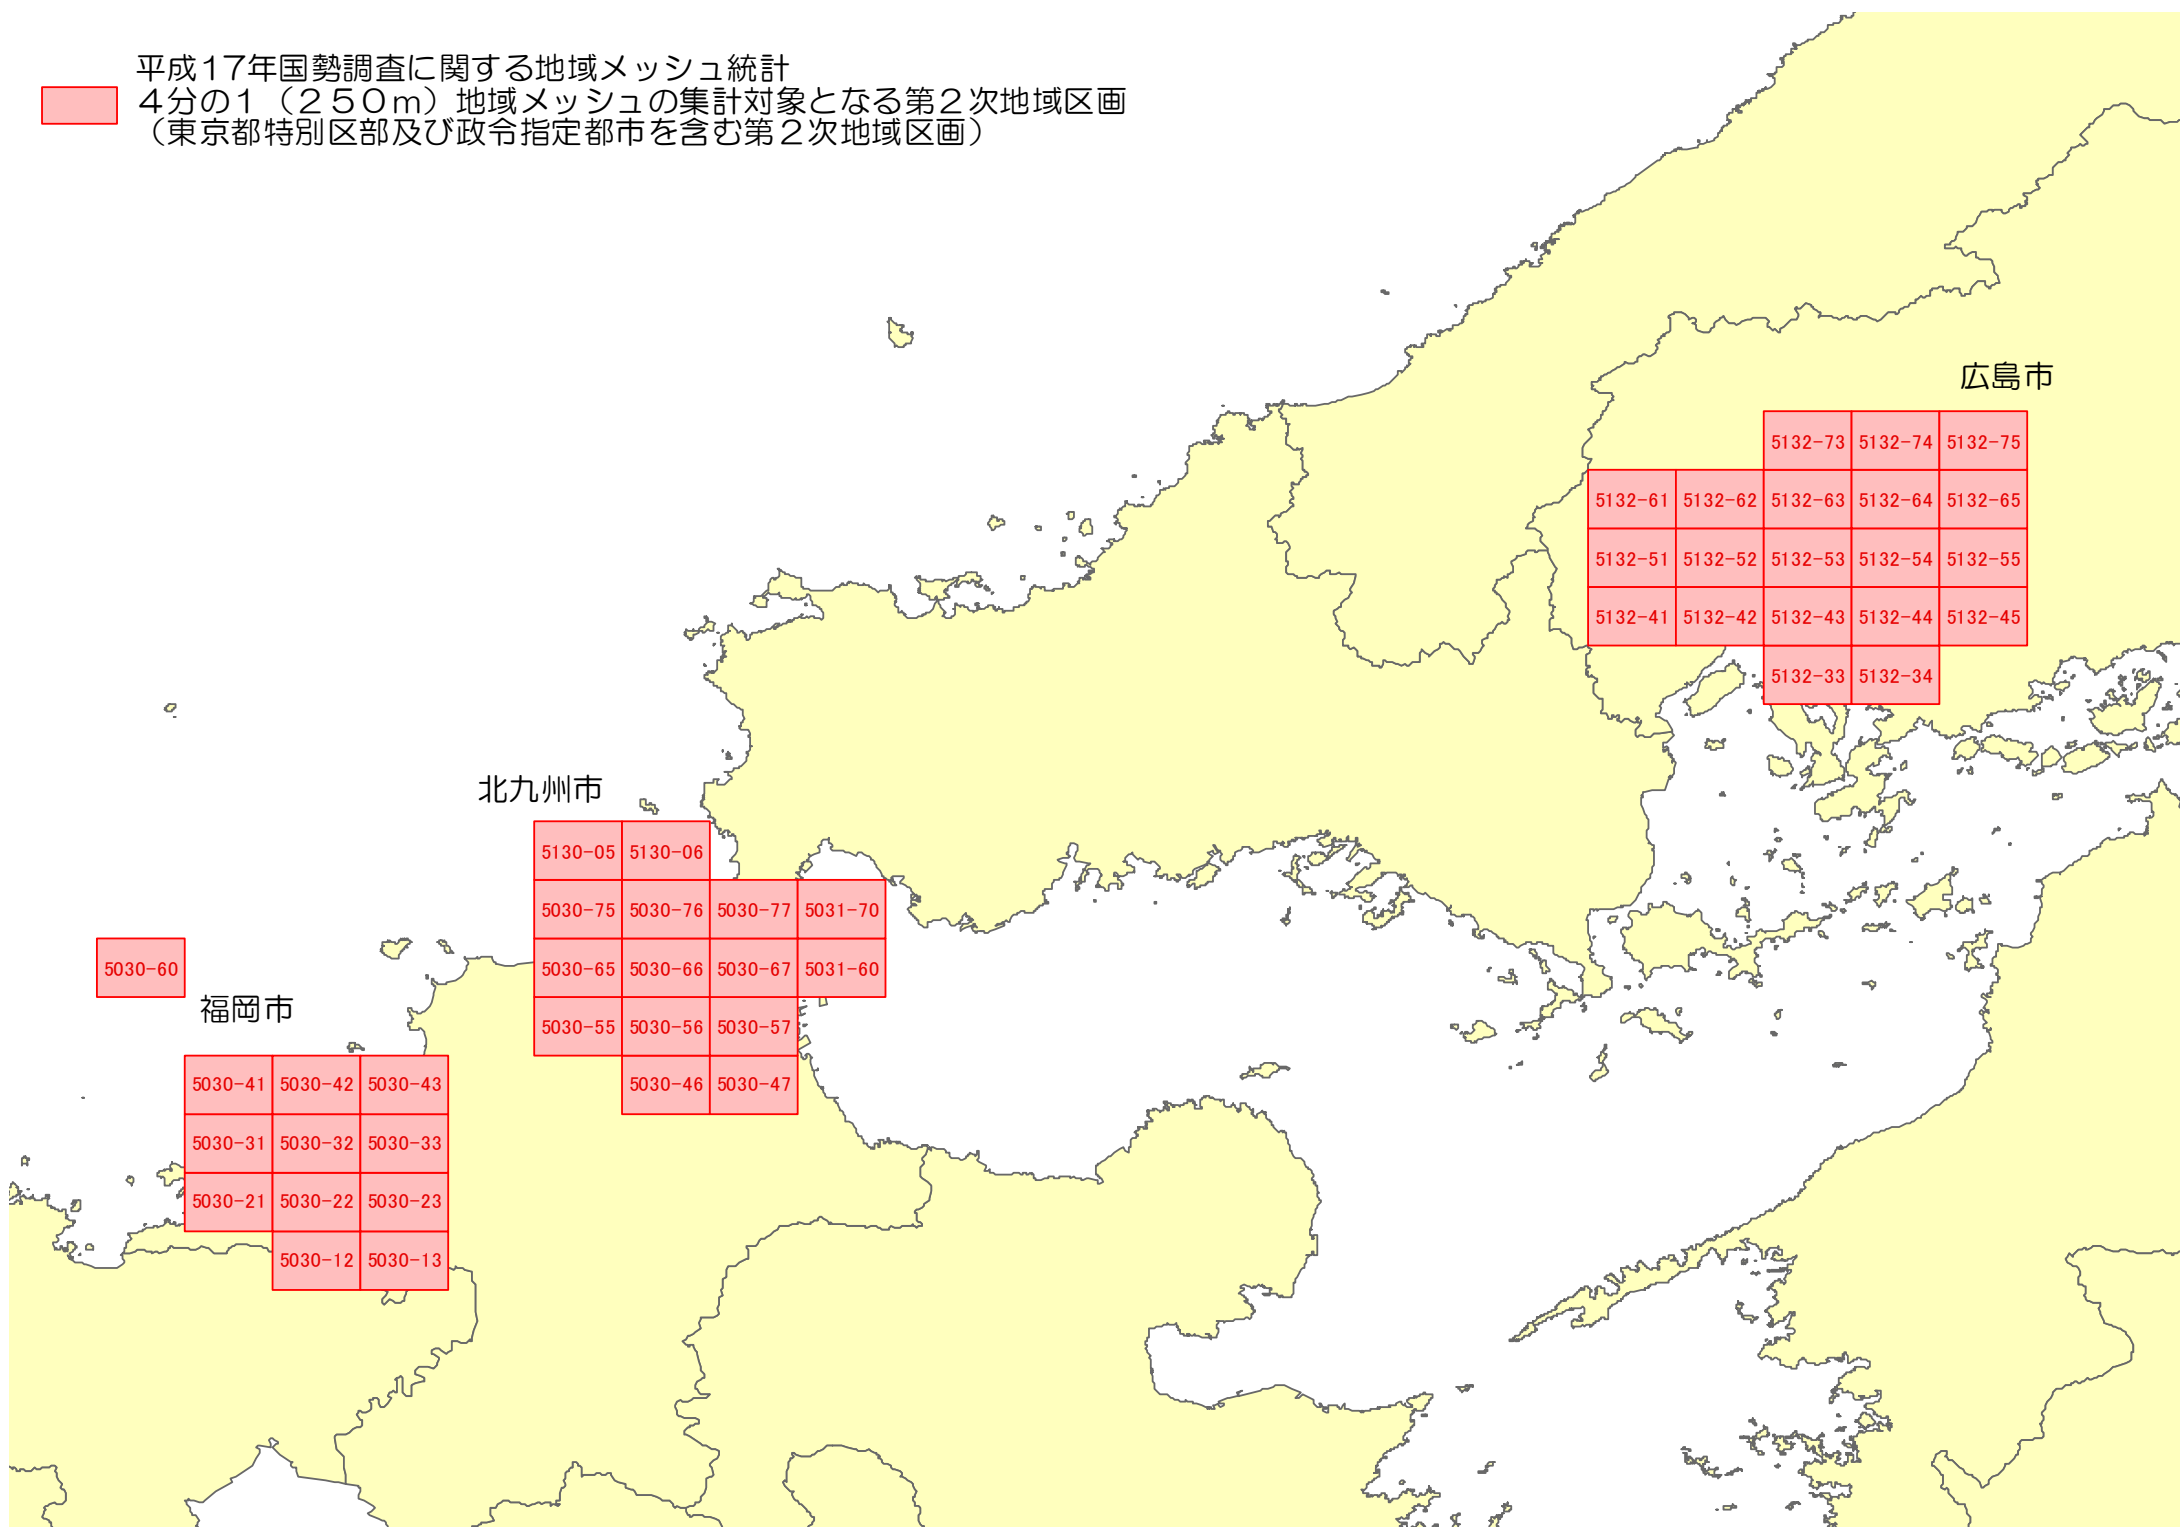 平成17年国勢調査に関する地域メッシュ統計
4分の1(250m)地域メッシュの集計対象となる第2次地域区画
(東京都特別区部及び政令指定都市を含む第2次地域区画)
広島市
5132-73 5132-74 5132-75
5132-61 5132-62 5132-63 5132-64 5132-65
5132-51 5132-52 5132-53 5132-54 5132-55
5132-41 5132-42 5132-43 5132-44 5132-45
5132-33 5132-34
北九州市
5130-05 5130-06
5030-75 5030-76 5030-77 5031-70
5030-65 5030-66 5030-67 5031-60
5030-55 5030-56 5030-57
5030-46 5030-47
5030-60
福岡市
5030-41 5030-42 5030-43
5030-31 5030-32 5030-33
5030-21 5030-22 5030-23
5030-12 5030-13